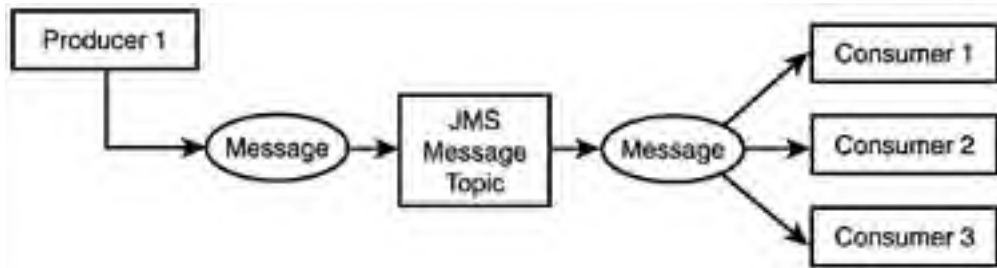 Producer 1
Message
JMS
Message
Topic
Message
Consumer 1
Consumer 2
Consumer 3